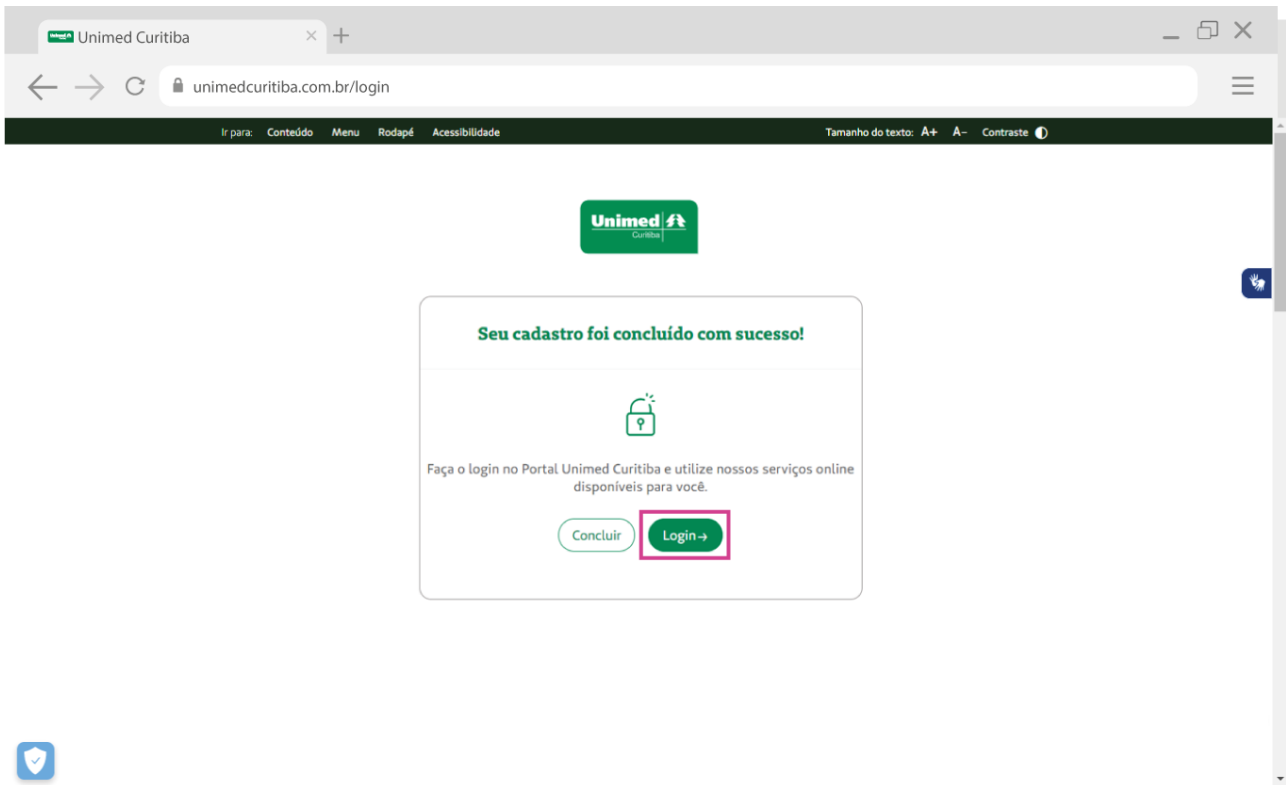 Unimed Curitiba
unimedcuritiba.com.br/login
Ir para: Conteúdo Menu Rodapé Acessibilidade Tamanho do texto: A+ A- Contraste
Unimed
Curitiba
Seu cadastro foi concluído com sucesso!
Faça o login no Portal Unimed Curitiba e utilize nossos serviços online
disponíveis para você.
Concluir Login→